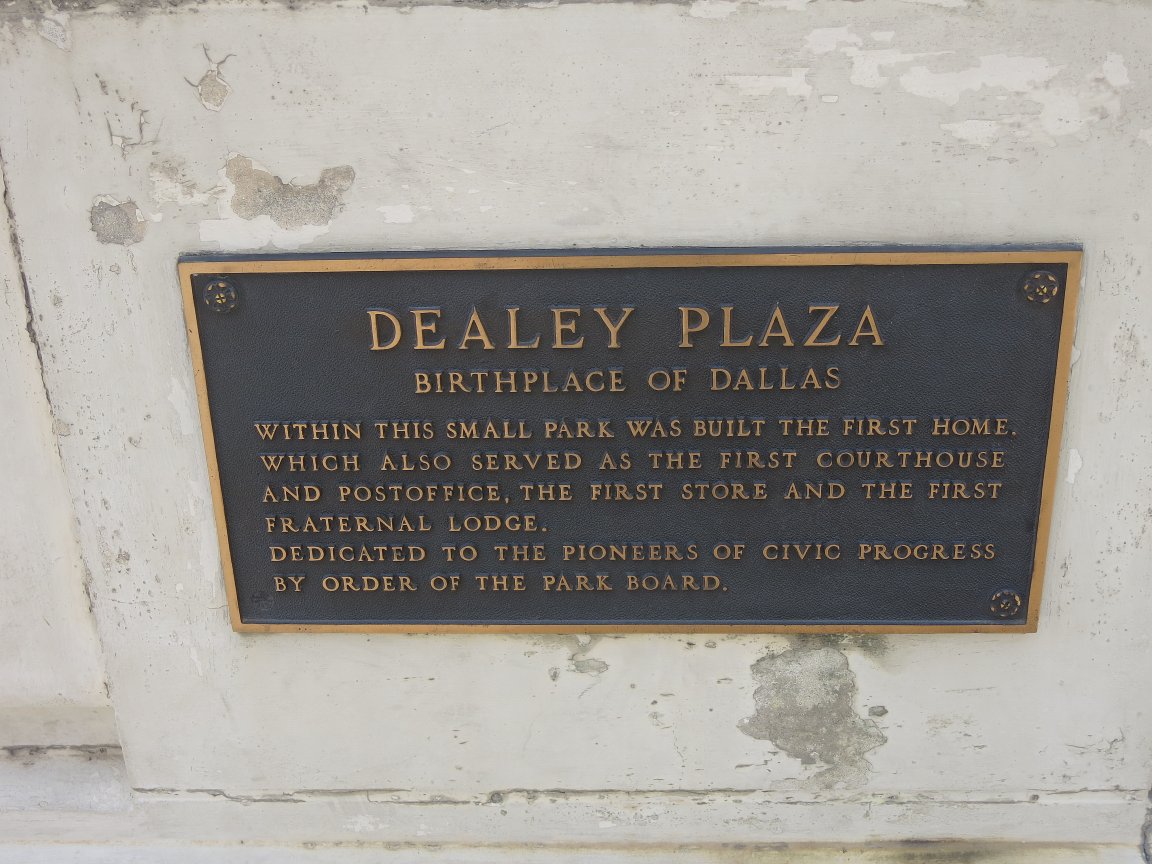 DEALEY PLAZA
BIRTHPLACE OF DALLAS
WITHIN THIS SMALL PARK WAS BUILT THE FIRST HOME.
WHICH ALSO SERVED AS THE FIRST COURTHOUSE
AND POSTOFFICE, THE FIRST STORE AND THE FIRST
FRATERNAL LODGE.
DEDICATED TO THE PIONEERS OF CIVIC PROGRESS
BY ORDER OF THE PARK BOARD.